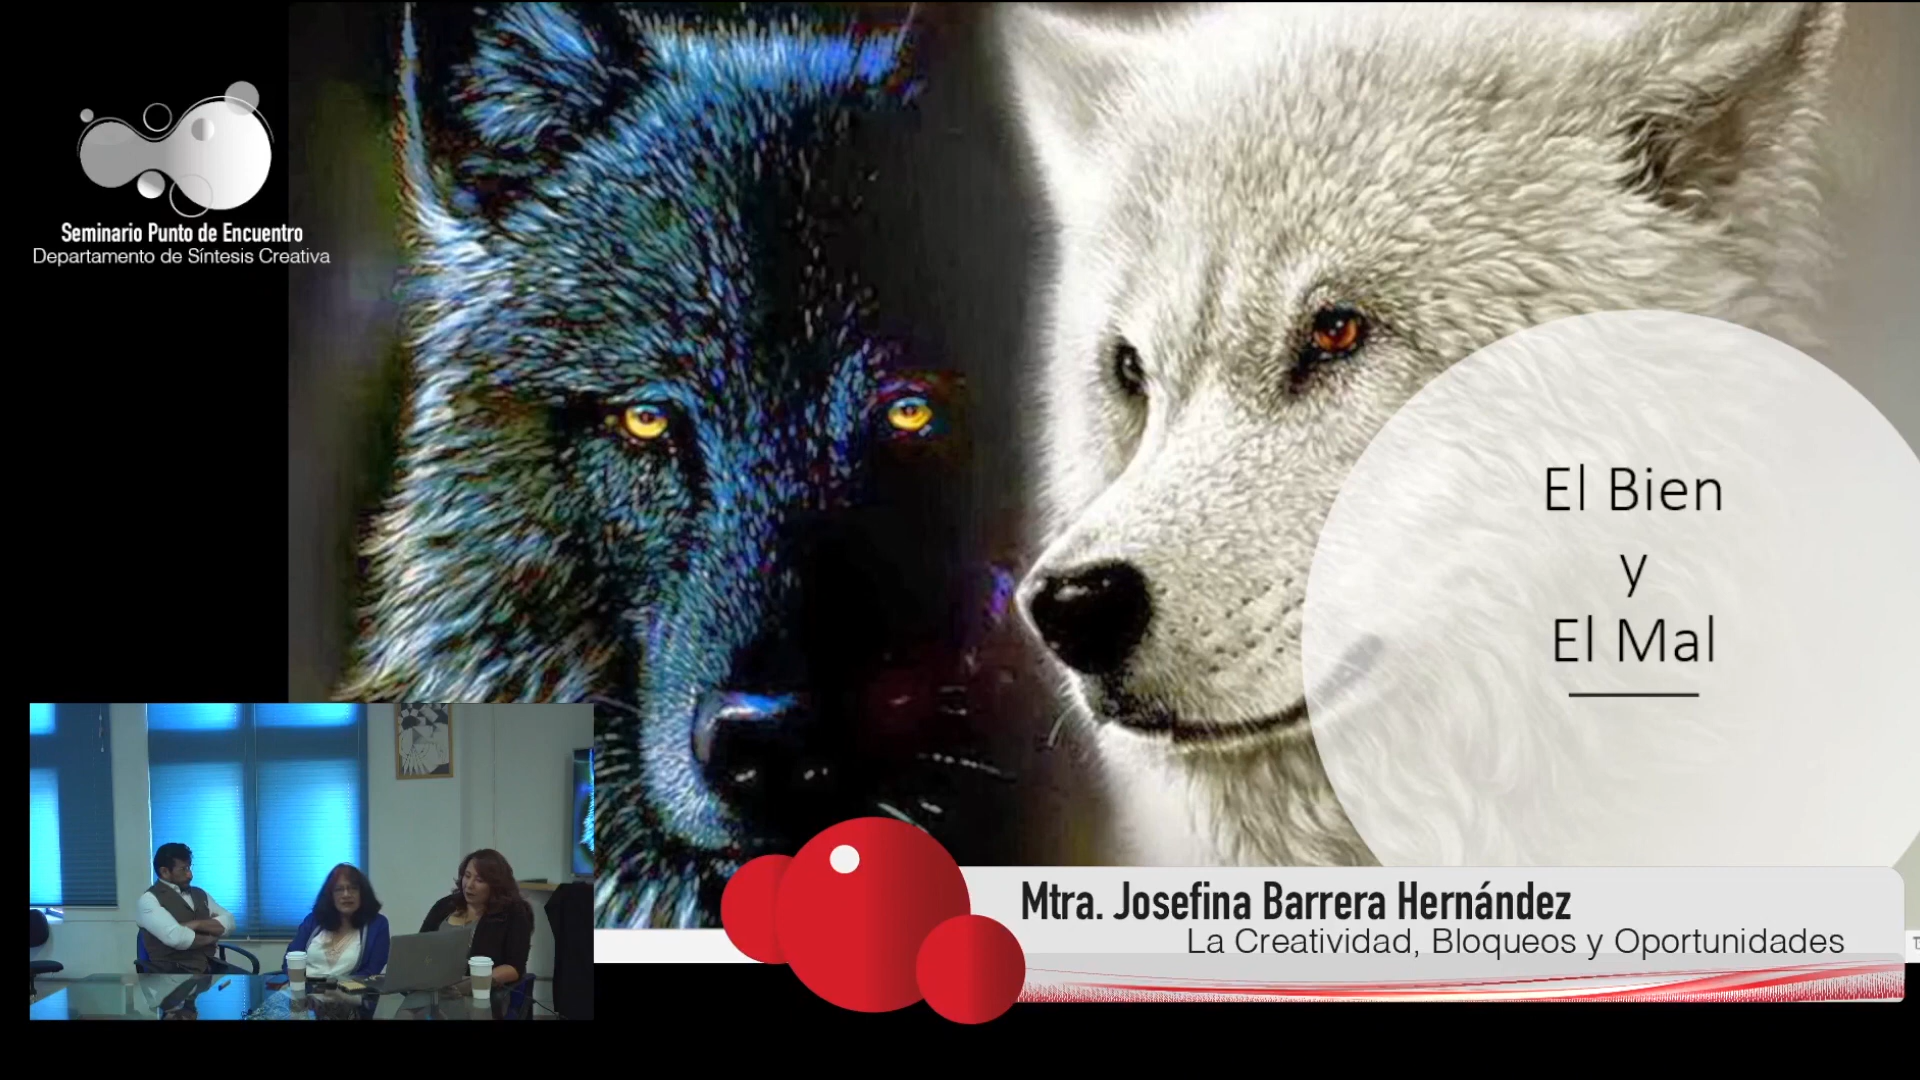 Seminario Punto de Encuentro
Departamento de Síntesis Creativa
El Bien
y
El Mal
Mtra. Josefina Barrera Hernández
La Creatividad, Bloqueos y Oportunidades